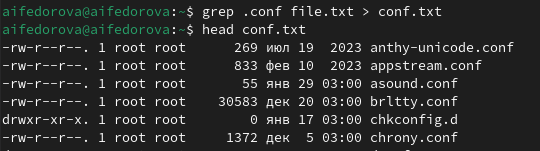 aifedorova@aifedorova:~$ grep .conf file.txt > conf.txt
aifedorova@aifedorova:~$ head conf.txt
-rw-r--r--. 1 root root 269 июл 19 2023 anthy-unicode.conf
-rw-r--r--. 1 root root 833 фев 10 2023 appstream.conf
-rw-r--r--. 1 root root 55 янв 29 03:00 asound.conf
-rw-r--r--. 1 root root 30583 дек 20 03:00 brltty.conf
drwxr-xr-x. 1 root root 0 янв 17 03:00 chkconfig.d
-rw-r--r--. 1 root root 1372 дек 5 03:00 chrony.conf